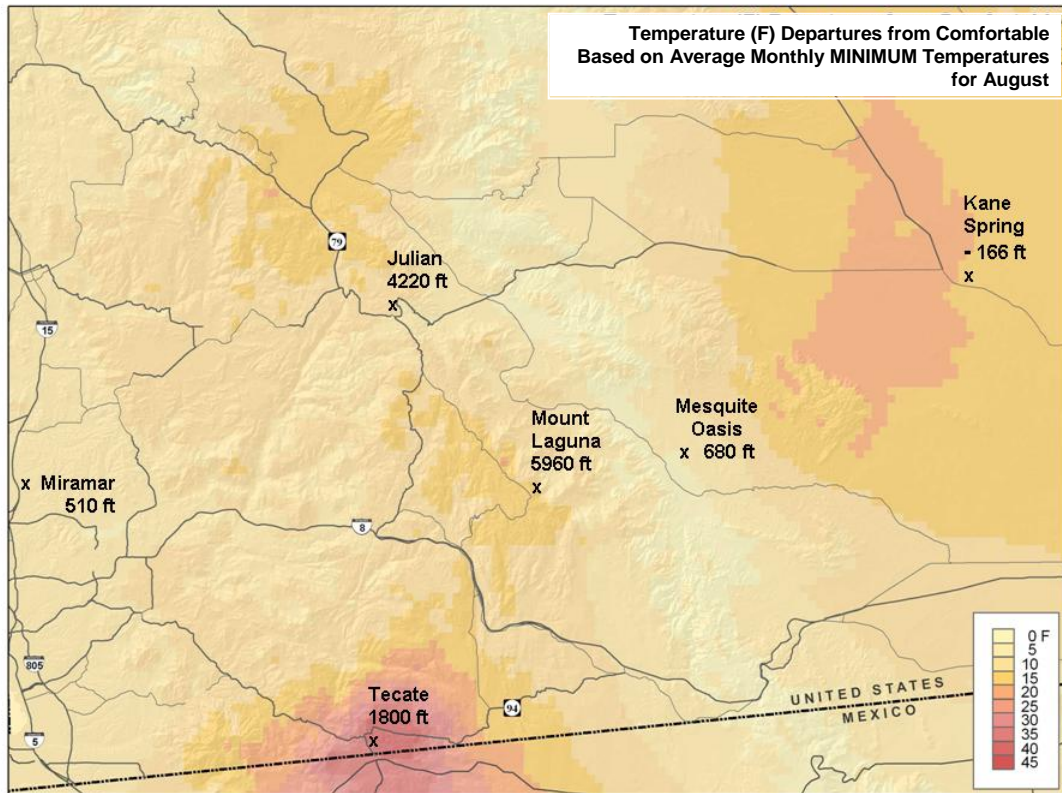 Temperature (F) Departures from Comfortable
Based on Average Monthly MINIMUM Temperatures
for August
Kane
Spring
- 166 ft
x
79
Julian
4220 ft
x
15
Mount
Laguna
5960 ft
x
Mesquite
Oasis
x 680 ft
x Miramar
510 ft
8
805
Tecate
1800 ft
x
94
5
UNITED STATES
MEXICO
0 F
5
10
15
20
25
30
35
40
45